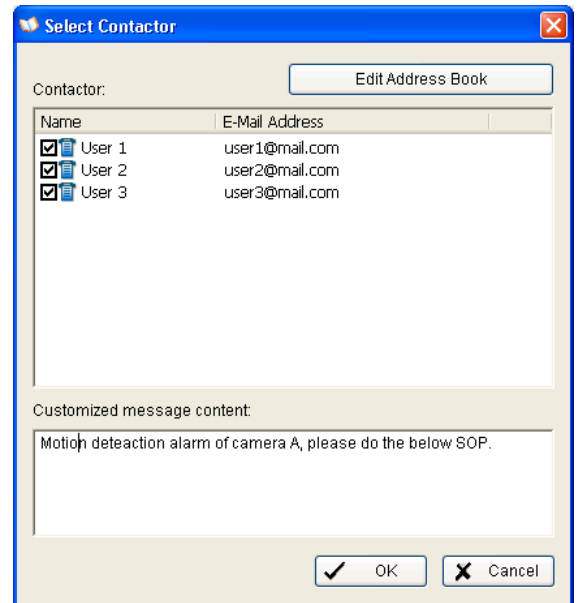 Select Contactor
Edit Address Book
Contactor:
Name E-Mail Address
User 1 user1@mail.com
User 2 user2@mail.com
User 3 user3@mail.com
Customized message content:
Motion deteaction alarm of camera A, please do the below SOP.
OK Cancel